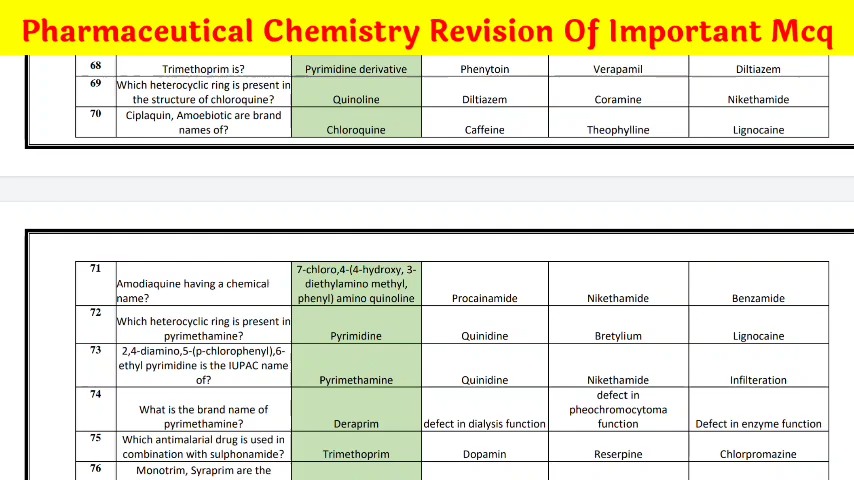 Pharmaceutical Chemistry Revision Of Important Mcq
68 Trimethoprim is? Pyrimidine derivative Phenytoin Verapamil Diltiazem
69 Which heterocyclic ring is present in
the structure of chloroquine? Quinoline Diltiazem Coramine Nikethamide
70 Ciplaquin, Amoebiotic are brand
names of? Chloroquine Caffeine Theophylline Lignocaine
71 7-chloro,4-(4-hydroxy, 3-
Amodiaquine having a chemical diethylamino methyl,
name? phenyl) amino quinoline Procainamide Nikethamide Benzamide
72
Which heterocyclic ring is present in
pyrimethamine? Pyrimidine Quinidine Bretylium Lignocaine
73 2,4-diamino,5-(p-chlorophenyl),6-
ethyl pyrimidine is the IUPAC name
of? Pyrimethamine Quinidine Nikethamide Infilteration
74 defect in
What is the brand name of pheochromocytoma
pyrimethamine? Deraprim defect in dialysis function function Defect in enzyme function
75 Which antimalarial drug is used in
combination with sulphonamide? Trimethoprim Dopamin Reserpine Chlorpromazine
76 Monotrim, Syraprim are the